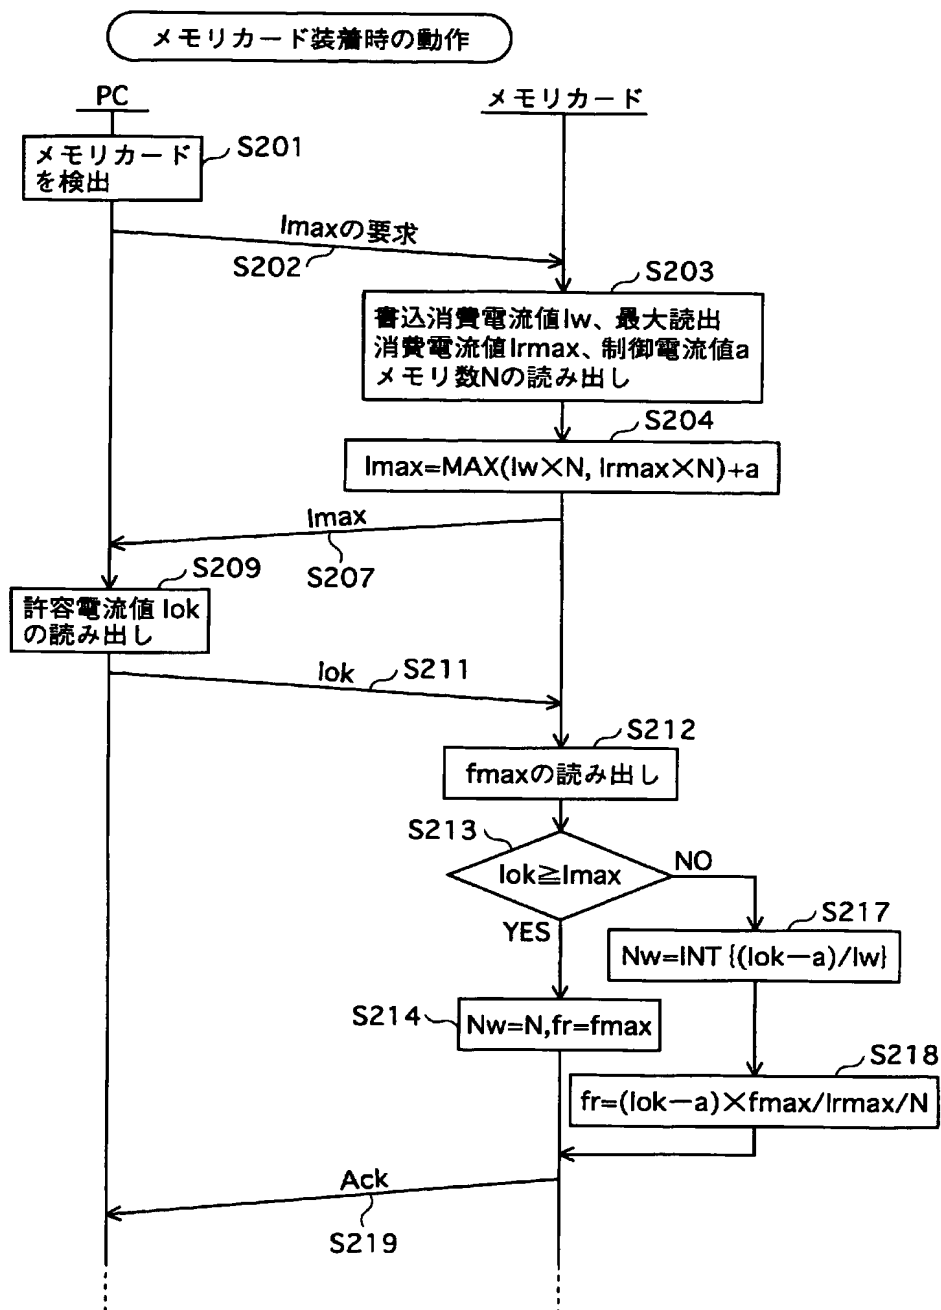 メモリカード装着時の動作
PC
メモリカード
メモリカード
を検出
S201
Imaxの要求
S202
S203
書込消費電流値Iw、最大読出
消費電流値Irmax、制御電流値a
メモリ数Nの読み出し
S204
Imax=MAX(Iw×N, Irmax×N)+a
Imax
S207
S209
許容電流値 Iok
の読み出し
Iok
S211
S212
fmaxの読み出し
S213
Iok≧Imax
NO
YES
S217
Nw=INT{(Iok－a)/Iw}
S214
Nw=N,fr=fmax
S218
fr=(Iok－a)×fmax/Irmax/N
Ack
S219